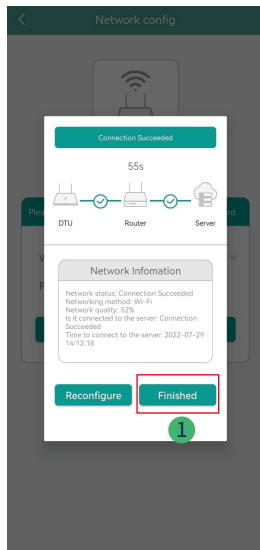 Network config
Connection Succeeded
55s
DTU Router Server
Plea rd.
W
P
Network Infomation
Network status: Connection Succeeded
Networking method: Wi-Fi
Network quality: 52%
Is it connected to the server: Connection
Succeeded
Time to connect to the server: 2022-07-29
14:12:18
Reconfigure Finished
1